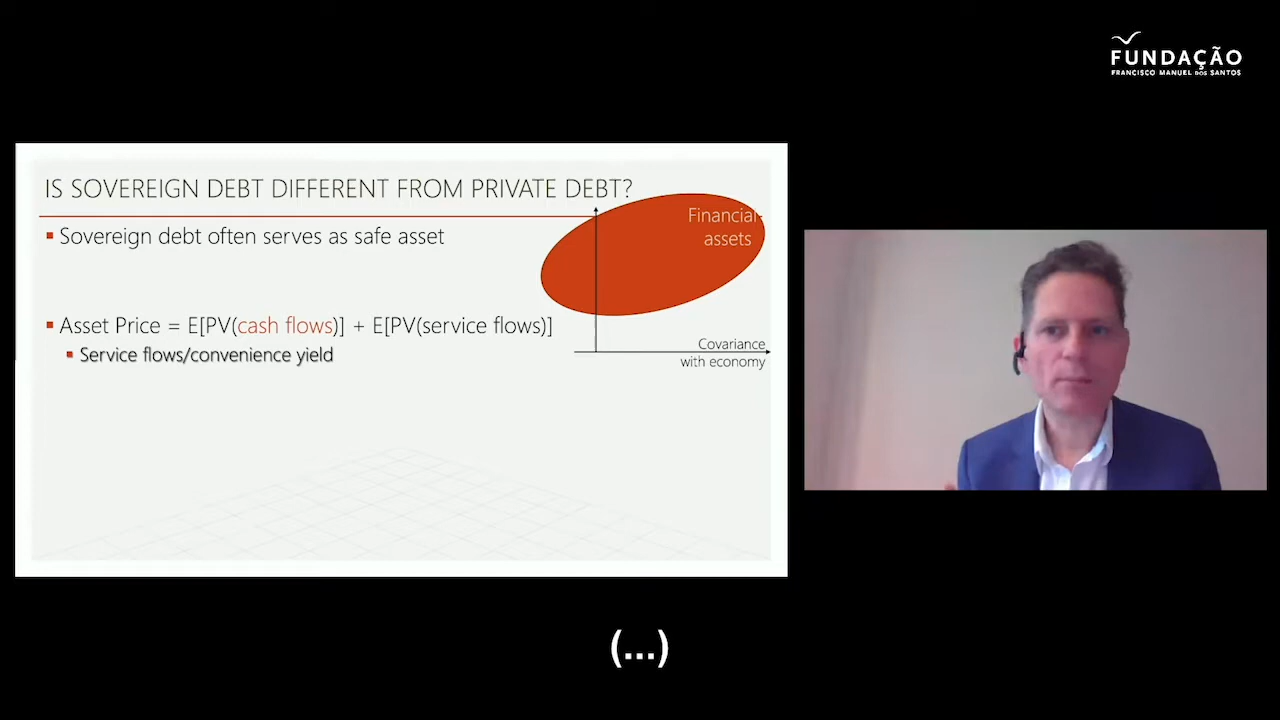 FUNDAÇÃO
FRANCISCO MANUEL DOS SANTOS
IS SOVEREIGN DEBT DIFFERENT FROM PRIVATE DEBT?
▪ Sovereign debt often serves as safe asset
Financial
assets
▪ Asset Price = E[PV(cash flows)] + E[PV(service flows)]
▪ Service flows/convenience yield
Covariance
with economy
(...)